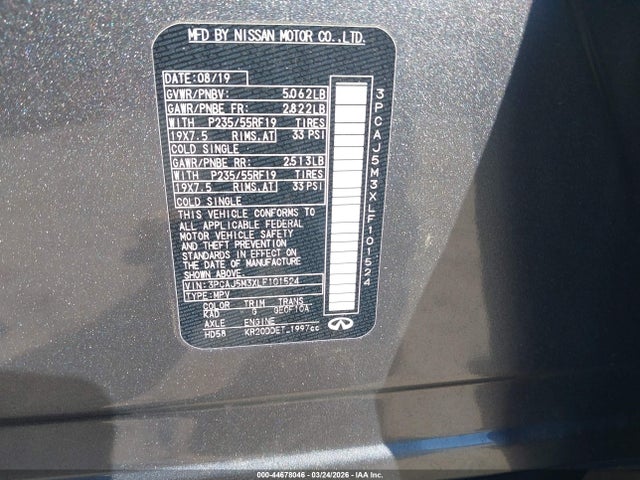 MFD BY NISSAN MOTOR CO.,LTD.
DATE:08/19
GVWR/PNBV: 5,062LB
GAWR/PNBE FR: 2,822LB
WITH P235/55RF19 TIRES
19X7.5 RIMS.AT 33 PSI
COLD SINGLE
GAWR/PNBE RR: 2,513LB
WITH P235/55RF19 TIRES
19X7.5 RIMS.AT 33 PSI
COLD SINGLE
THIS VEHICLE CONFORMS TO
ALL APPLICABLE FEDERAL
MOTOR VEHICLE SAFETY
AND THEFT PREVENTION
STANDARDS IN EFFECT ON
THE DATE OF MANUFACTURE
SHOWN ABOVE.
VIN:3PCAJ5M3XLF101524
TYPE:MPV
COLOR TRIM TRANS
KAD G GE0F10A
AXLE ENGINE
HD58 KR20DDET 1997cc
3PCAJ5M3XLF101524
000-44678046 - 03/24/2026 - IAA Inc.